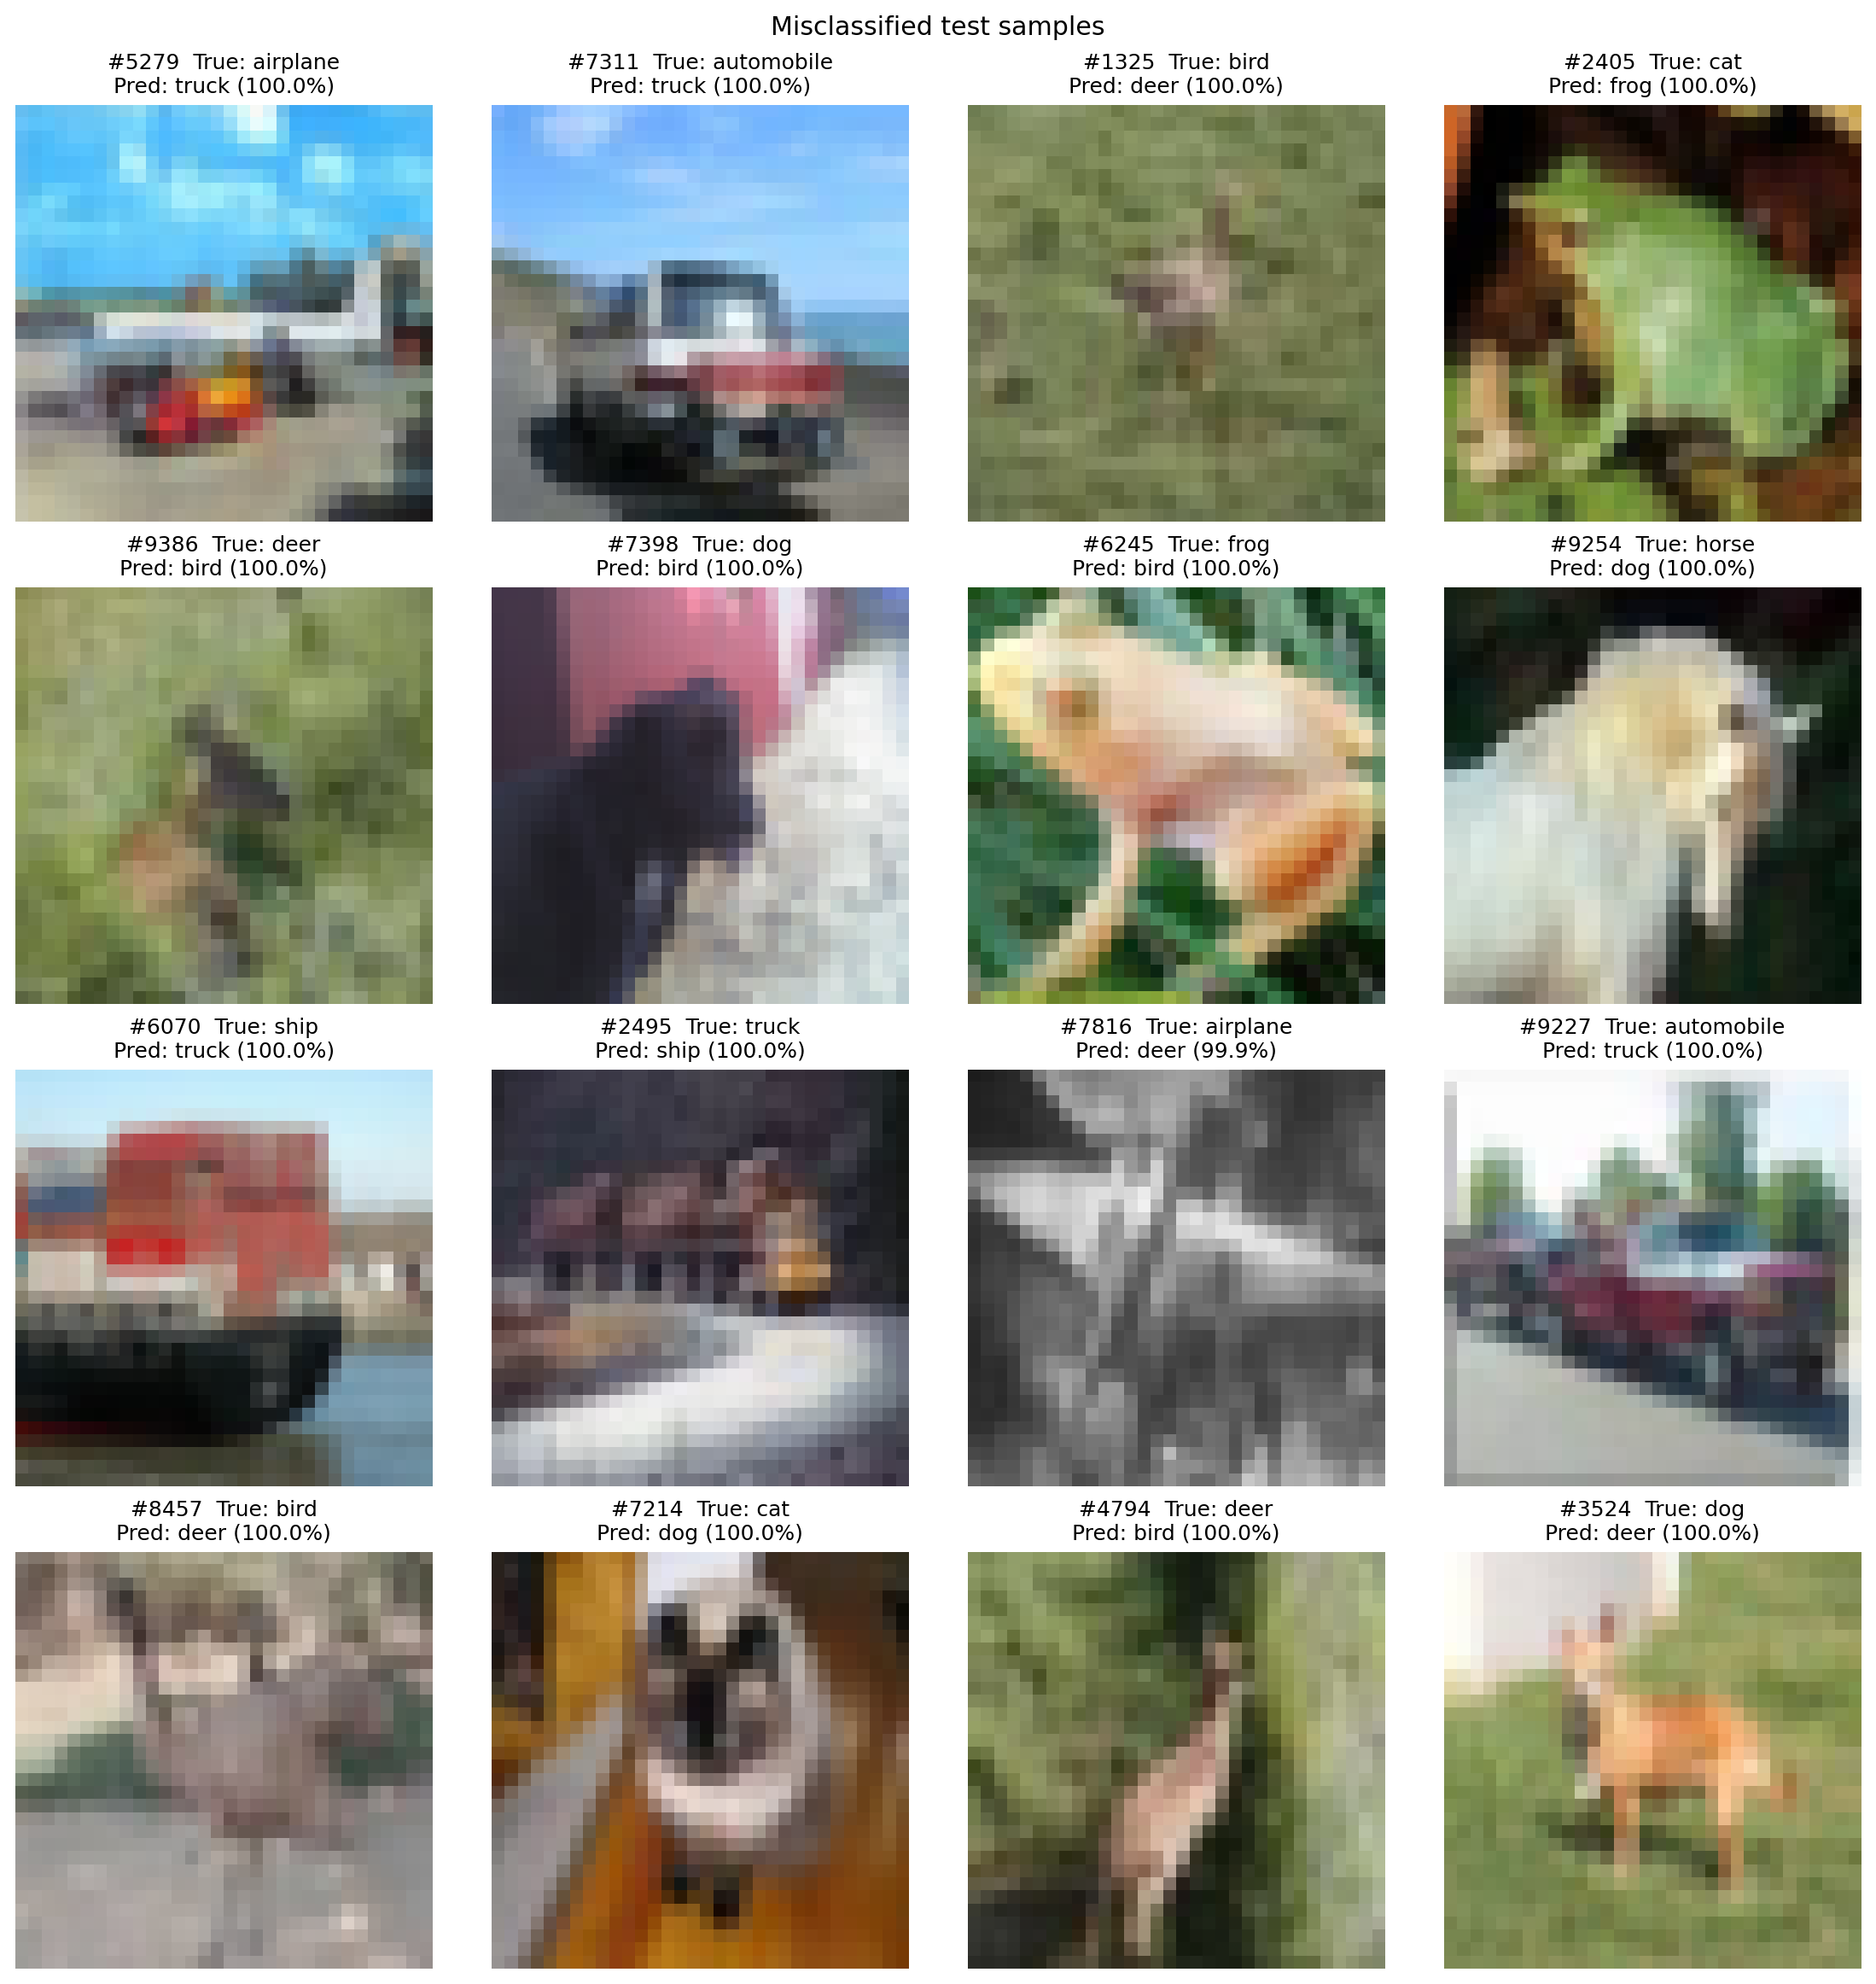 Misclassified test samples
#5279  True: airplane
Pred: truck (100.0%)
#7311  True: automobile
Pred: truck (100.0%)
#1325  True: bird
Pred: deer (100.0%)
#2405  True: cat
Pred: frog (100.0%)
#9386  True: deer
Pred: bird (100.0%)
#7398  True: dog
Pred: bird (100.0%)
#6245  True: frog
Pred: bird (100.0%)
#9254  True: horse
Pred: dog (100.0%)
#6070  True: ship
Pred: truck (100.0%)
#2495  True: truck
Pred: ship (100.0%)
#7816  True: airplane
Pred: deer (99.9%)
#9227  True: automobile
Pred: truck (100.0%)
#8457  True: bird
Pred: deer (100.0%)
#7214  True: cat
Pred: dog (100.0%)
#4794  True: deer
Pred: bird (100.0%)
#3524  True: dog
Pred: deer (100.0%)